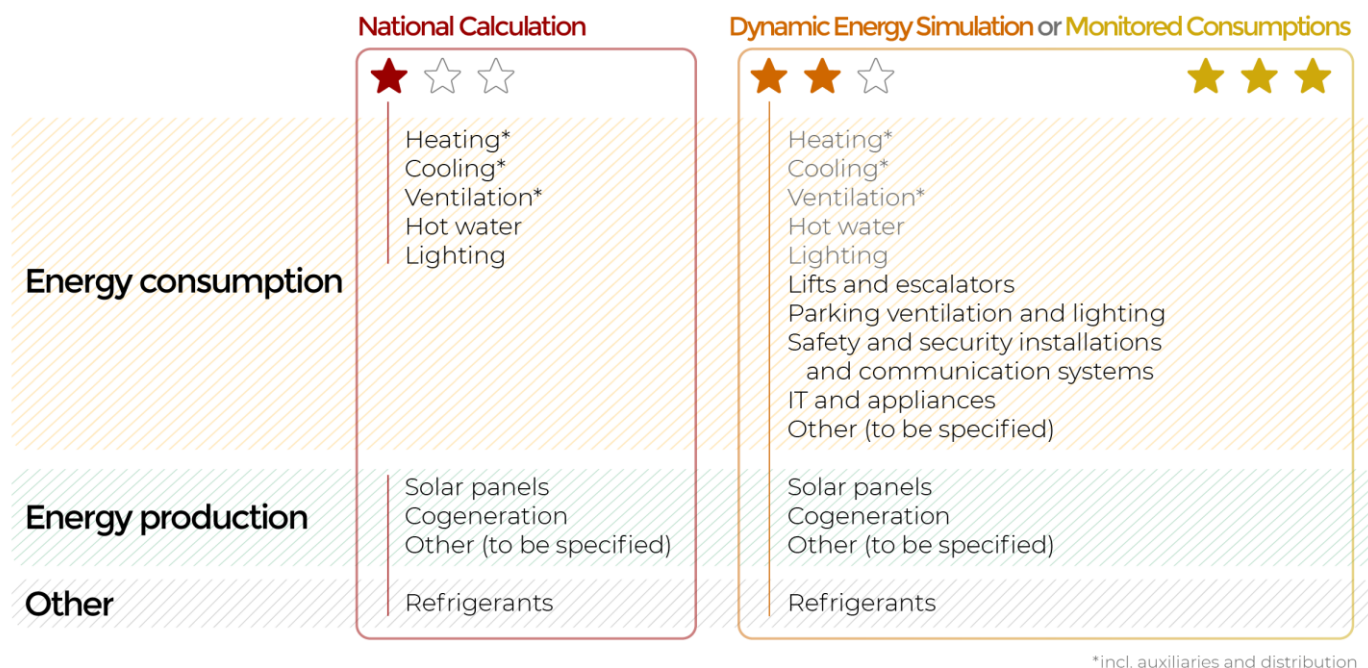 National Calculation
Dynamic Energy Simulation or Monitored Consumptions
Energy consumption
Heating*
Cooling*
Ventilation*
Hot water
Lighting
Heating*
Cooling*
Ventilation*
Hot water
Lighting
Lifts and escalators
Parking ventilation and lighting
Safety and security installations
and communication systems
IT and appliances
Other (to be specified)
Energy production
Solar panels
Cogeneration
Other (to be specified)
Solar panels
Cogeneration
Other (to be specified)
Other
Refrigerants
Refrigerants
*incl. auxiliaries and distribution